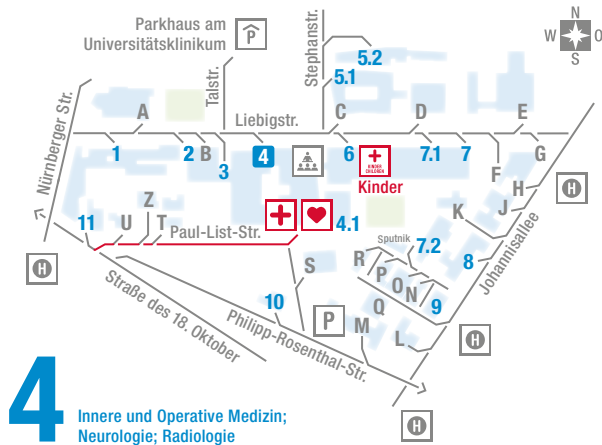 Parkhaus am
Universitätsklinikum
P
Stephanstr.
5.2
5.1
N
W
O
S
Talstr.
Nürnberger Str.
A
Liebigstr.
C
D
E
1
2
B
3
4
6
KINDER
CHILDREN
Kinder
7.1
7
F
G
H
H
J
K
Z
11
U
T
Paul-List-Str.
4.1
Sputnik
7.2
R
P
O
N
8
Johannisallee
H
S
Straße des 18. Oktober
10
P
Q
9
M
L
H
Philipp-Rosenthal-Str.
H
4
Innere und Operative Medizin;
Neurologie; Radiologie